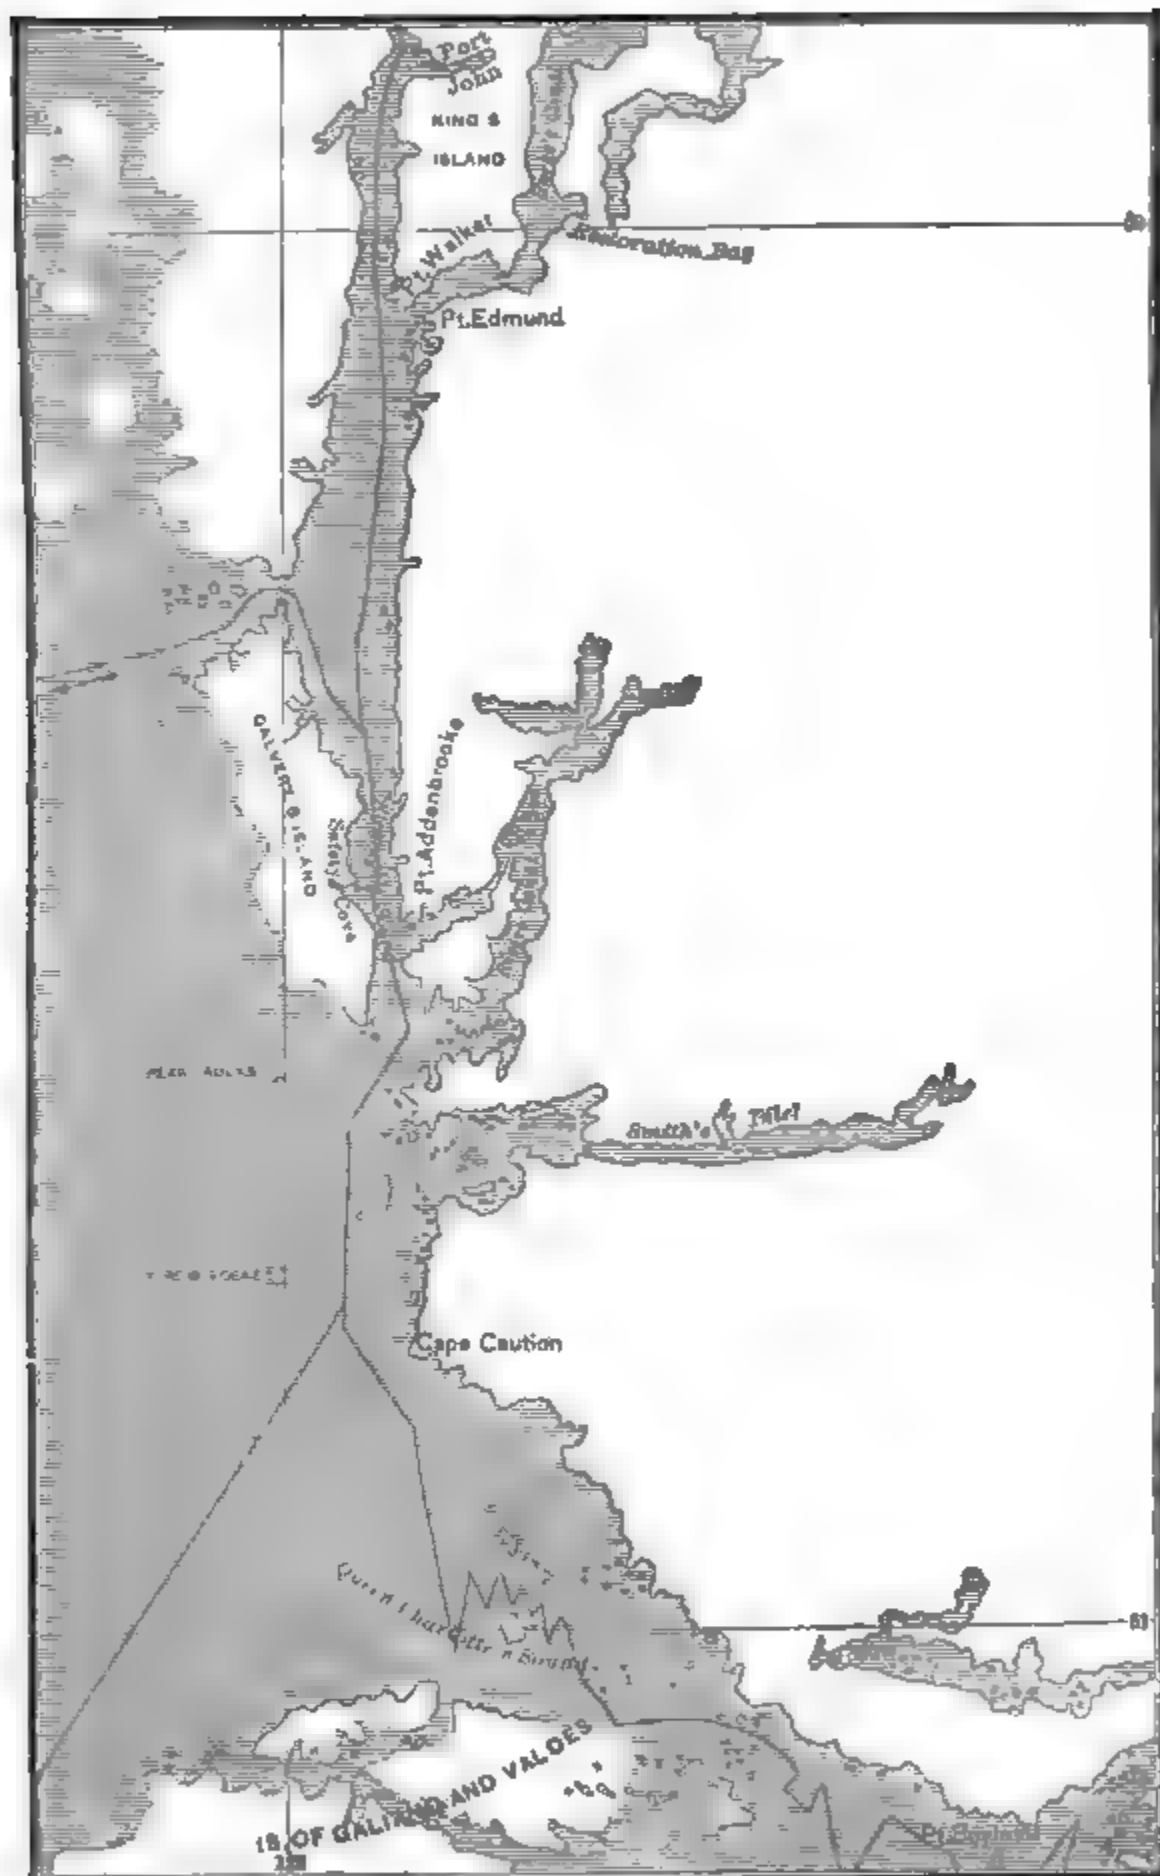 Port
John
KING'S
ISLAND
Pt. Walker
Restoration Bay
Pt. Edmund
CALVERT'S ISLAND
Safety Cove
Pt. Addenbrooke
Smith's Inlet
Cape Caution
Queen Charlotte's Sound
51
IS. OF GALIANO AND VALDES